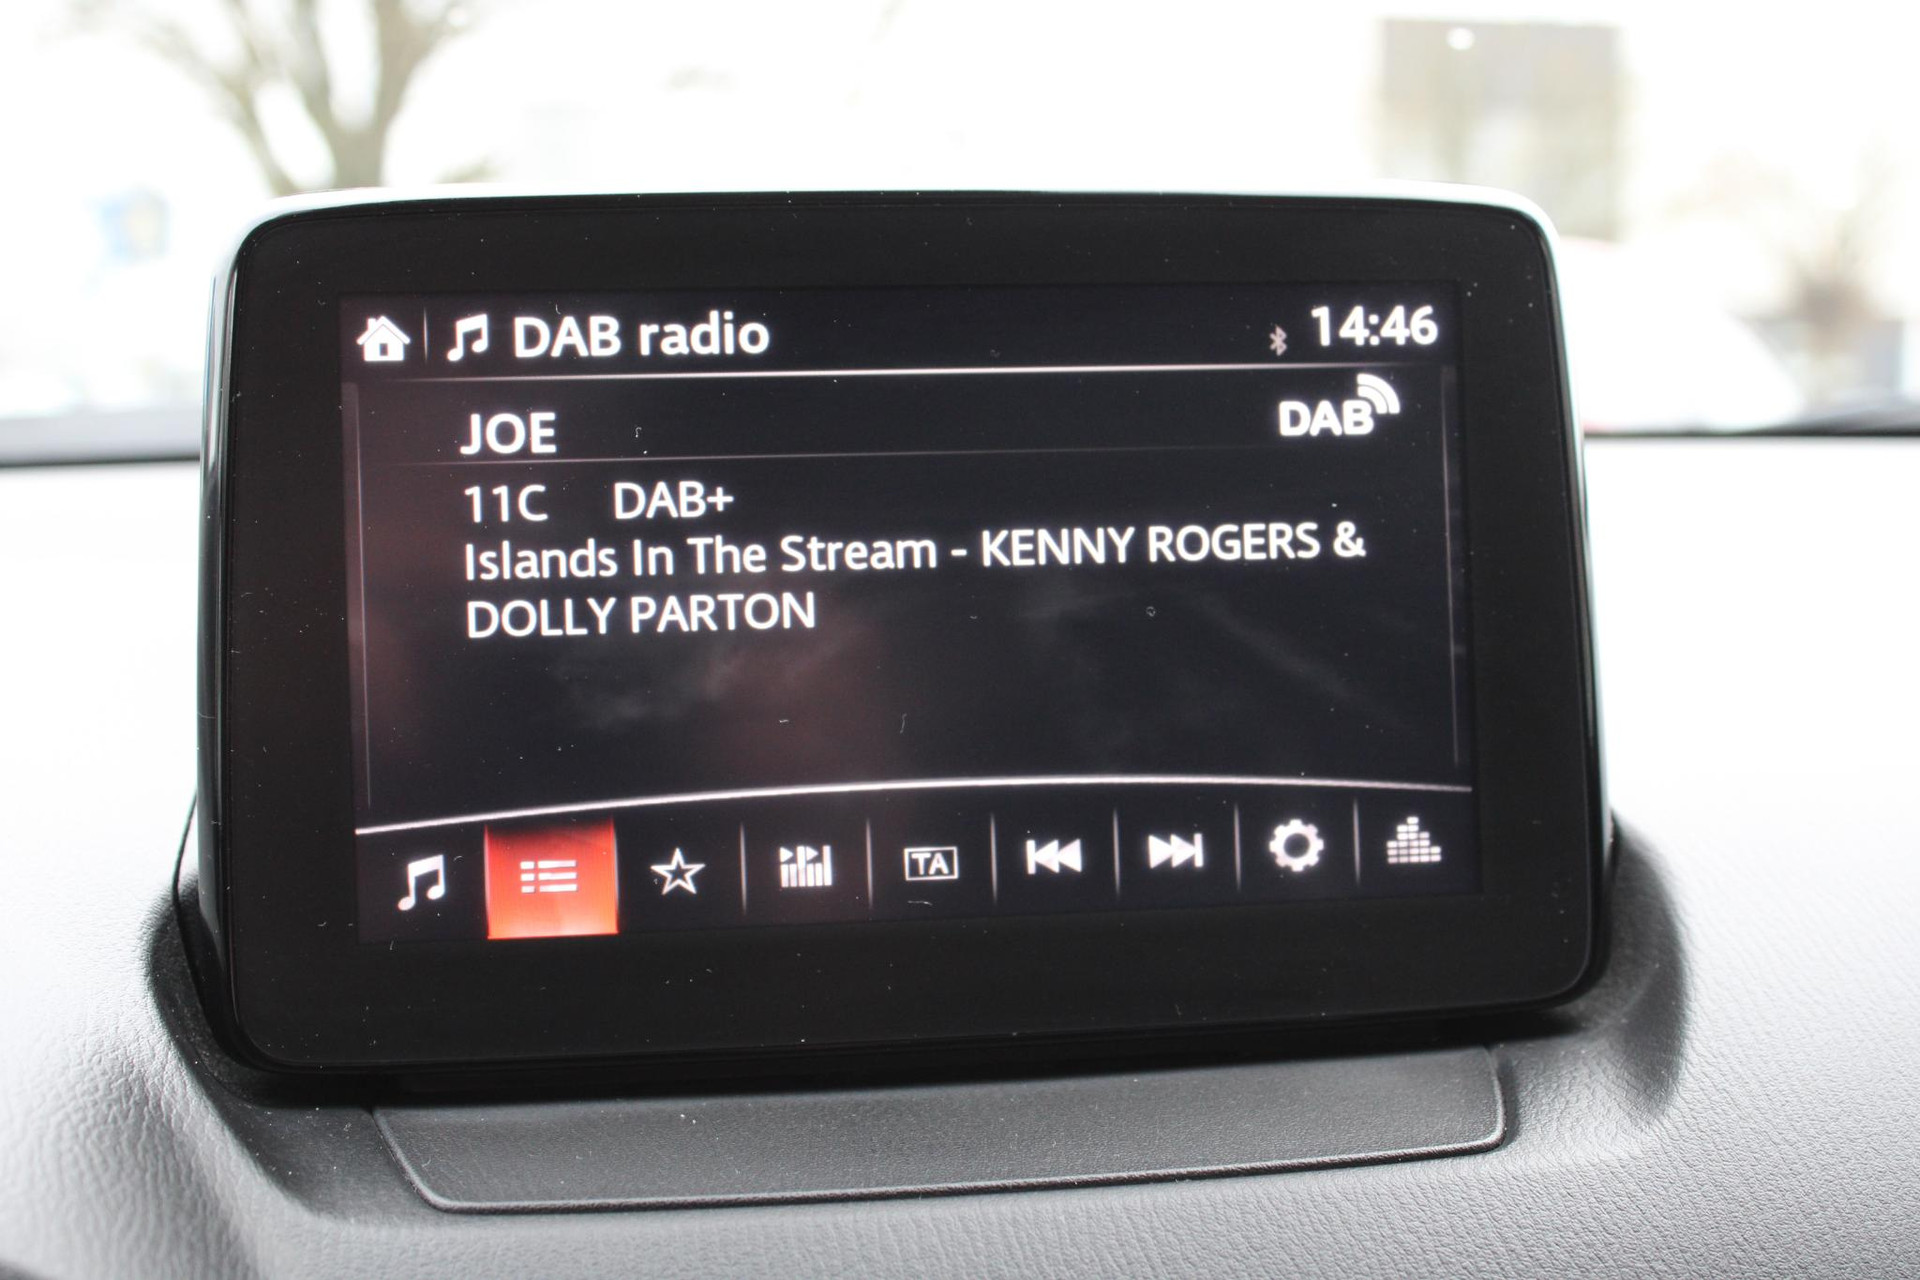 DAB radio 14:46
JOE DAB
11C DAB+
Islands In The Stream - KENNY ROGERS &
DOLLY PARTON
TA